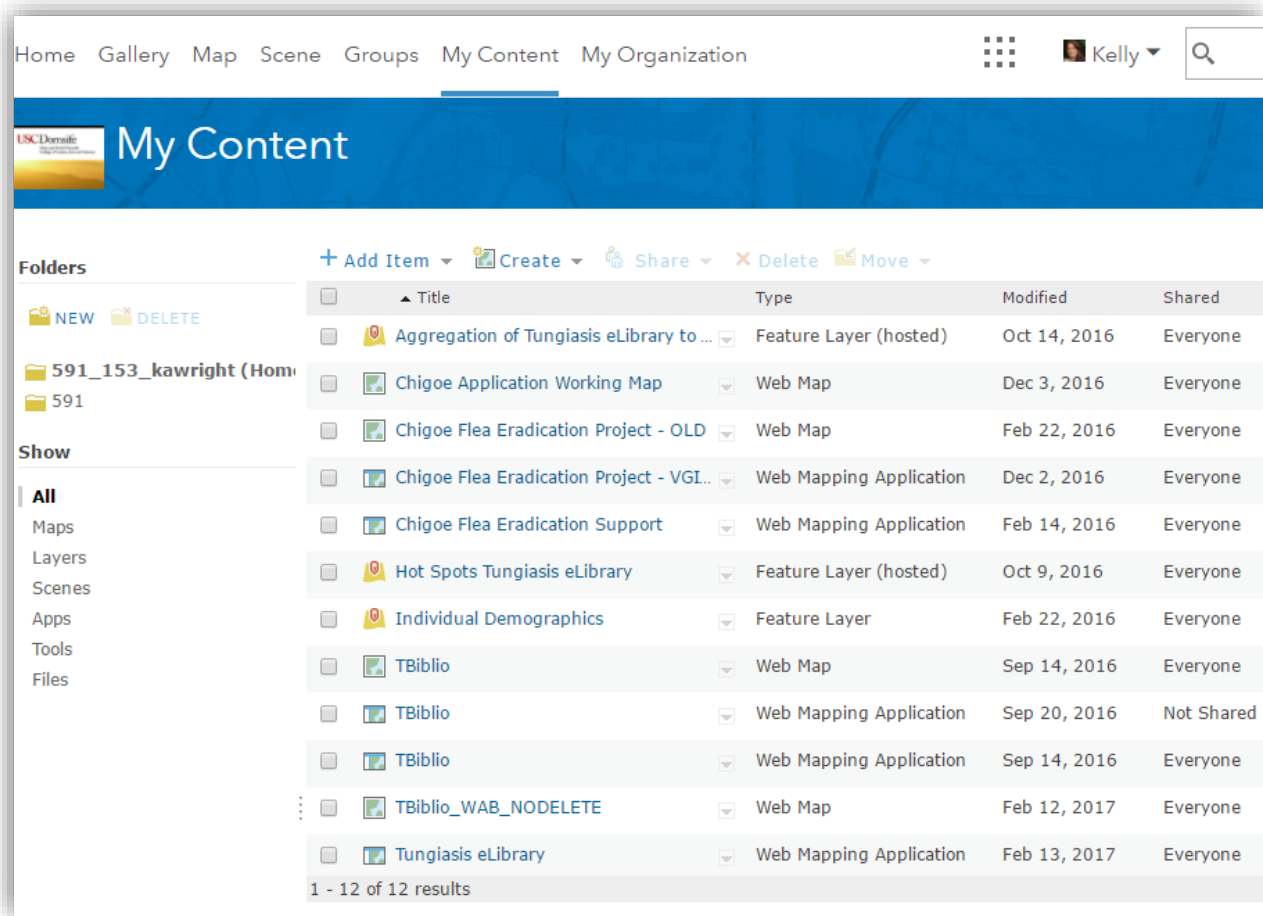 Home Gallery Map Scene Groups My Content My Organization Kelly
USCDornsife
My Content
Folders
NEW DELETE
591_153_kawright (Home
591
Show
All
Maps
Layers
Scenes
Apps
Tools
Files
+ Add Item Create Share Delete Move
Title Type Modified Shared
Aggregation of Tungiasis eLibrary to ... Feature Layer (hosted) Oct 14, 2016 Everyone
Chigoe Application Working Map Web Map Dec 3, 2016 Everyone
Chigoe Flea Eradication Project - OLD Web Map Feb 22, 2016 Everyone
Chigoe Flea Eradication Project - VGI... Web Mapping Application Dec 2, 2016 Everyone
Chigoe Flea Eradication Support Web Mapping Application Feb 14, 2016 Everyone
Hot Spots Tungiasis eLibrary Feature Layer (hosted) Oct 9, 2016 Everyone
Individual Demographics Feature Layer Feb 22, 2016 Everyone
TBiblio Web Map Sep 14, 2016 Everyone
TBiblio Web Mapping Application Sep 20, 2016 Not Shared
TBiblio Web Mapping Application Sep 14, 2016 Everyone
TBiblio_WAB_NODELETE Web Map Feb 12, 2017 Everyone
Tungiasis eLibrary Web Mapping Application Feb 13, 2017 Everyone
1 - 12 of 12 results